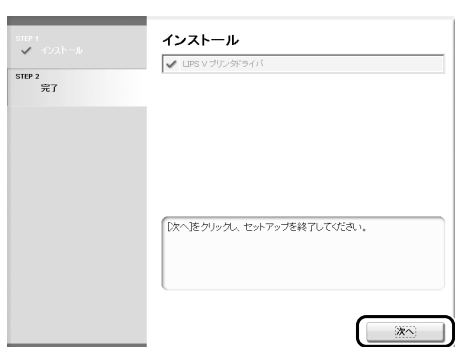 STEP 1
インストール
STEP 2
完了
インストール
LIPS V プリンタドライバ
[次へ]をクリックし、セットアップを終了してください。
次へ